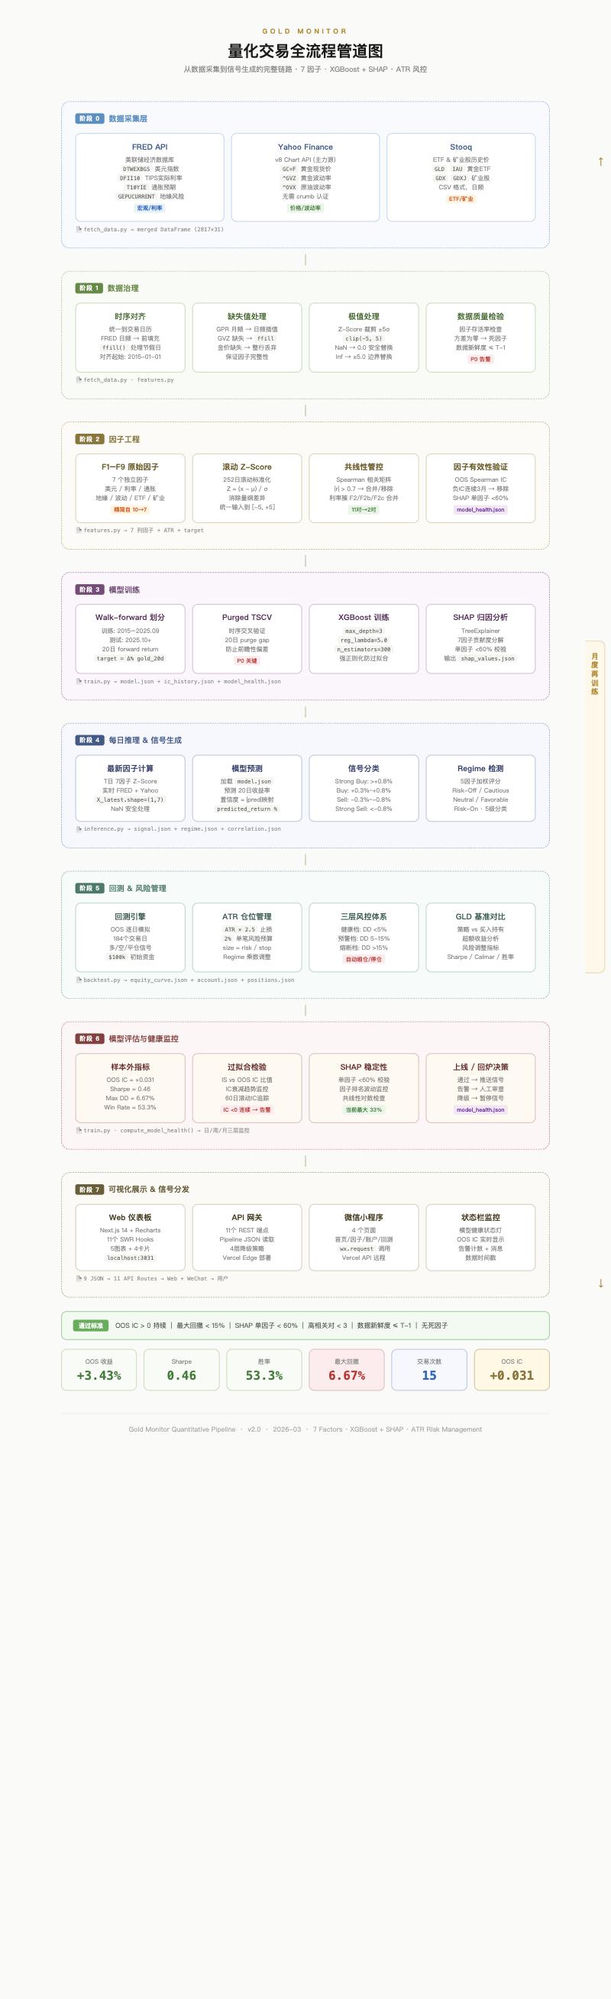 GOLD MONITOR
量化交易全流程管道图
从数据采集到信号生成的完整链路 · 7 因子 · XGBoost + SHAP · ATR 风控
↑
阶段 0 数据采集层
FRED API
美联储经济数据库
DTWEXBGS 美元指数
DFII10 TIPS实际利率
T10YIE 通胀预期
GEPUCURRENT 地缘风险
宏观/利率
Yahoo Finance
v8 Chart API (主力源)
GC=F 黄金现货价
^GVZ 黄金波动率
^OVX 原油波动率
无需 crumb 认证
价格/波动率
Stooq
ETF & 矿业股历史价
GLD IAU 黄金ETF
GDX GDXJ 矿业股
CSV 格式, 日频
ETF/矿业
fetch_data.py → merged DataFrame (2817×31)
阶段 1 数据治理
时序对齐
统一到交易日历
FRED 日频 → 前填充
ffill() 处理节假日
对齐起始: 2015-01-01
缺失值处理
GPR 月频 → 日频插值
GVZ 缺失 → ffill
金价缺失 → 整行丢弃
保证因子完整性
极值处理
Z-Score 裁剪 ±5σ
clip(-5, 5)
NaN → 0.0 安全替换
Inf → ±5.0 边界替换
数据质量检验
因子存活率检查
方差为零 → 死因子
数据新鲜度 ≤ T-1
P0 告警
fetch_data.py · features.py
阶段 2 因子工程
F1–F9 原始因子
7 个独立因子
美元 / 利率 / 通胀
地缘 / 波动 / ETF / 矿业
精简自 10→7
滚动 Z-Score
252日滚动标准化
Z = (x − μ) / σ
消除量纲差异
统一输入到 [-5, +5]
共线性管控
Spearman 相关矩阵
|r| > 0.7 → 合并/移除
利率簇 F2/F2b/F2c 合并
11对→2对
因子有效性验证
OOS Spearman IC
负IC连续3月 → 移除
SHAP 单因子 <60%
model_health.json
features.py → 7 列因子 + ATR + target
阶段 3 模型训练
Walk-forward 划分
训练: 2015~2025.09
测试: 2025.10+
20日 forward return
target = Δ% gold_20d
Purged TSCV
时序交叉验证
20日 purge gap
防止前瞻性偏差
P0 关键
XGBoost 训练
max_depth=3
reg_lambda=5.0
n_estimators=300
强正则化防过拟合
SHAP 归因分析
TreeExplainer
7因子贡献度分解
单因子 <60% 校验
输出 shap_values.json
train.py → model.json + ic_history.json + model_health.json
月度再训练
阶段 4 每日推理 & 信号生成
最新因子计算
T日 7因子 Z-Score
实时 FRED + Yahoo
X_latest.shape=(1,7)
NaN 安全处理
模型预测
加载 model.json
预测 20日收益率
置信度 = |pred|映射
predicted_return %
信号分类
Strong Buy: >+0.8%
Buy: +0.3%~+0.8%
Sell: -0.3%~-0.8%
Strong Sell: <-0.8%
Regime 检测
5因子加权评分
Risk-Off / Cautious
Neutral / Favorable
Risk-On · 5级分类
inference.py → signal.json + regime.json + correlation.json
阶段 5 回测 & 风险管理
回测引擎
OOS 逐日模拟
184个交易日
多/空/平仓信号
$100k 初始资金
ATR 仓位管理
ATR × 2.5 止损
2% 单笔风险预算
size = risk / stop
Regime 乘数调整
三层风控体系
健康档: DD <5%
预警档: DD 5-15%
熔断档: DD >15%
自动减仓/停仓
GLD 基准对比
策略 vs 买入持有
超额收益分析
风险调整指标
Sharpe / Calmar / 胜率
backtest.py → equity_curve.json + account.json + positions.json
阶段 6 模型评估与健康监控
样本外指标
OOS IC = +0.031
Sharpe = 0.46
Max DD = 6.67%
Win Rate = 53.3%
过拟合检验
IS vs OOS IC 比值
IC衰减趋势监控
60日滚动IC追踪
IC <0 连续 → 告警
SHAP 稳定性
单因子 <60% 校验
因子排名波动监控
共线性对数检查
当前最大 33%
上线 / 回炉决策
通过 → 推送信号
告警 → 人工审查
降级 → 暂停信号
model_health.json
train.py · compute_model_health() → 日/周/月三层监控
阶段 7 可视化展示 & 信号分发
Web 仪表板
Next.js 14 + Recharts
11个 SWR Hooks
5图表 + 4卡片
localhost:3031
API 网关
11个 REST 端点
Pipeline JSON 读取
4层降级策略
Vercel Edge 部署
微信小程序
4 个页面
首页/因子/账户/回测
wx.request 调用
Vercel API 远程
状态栏监控
模型健康状态灯
OOS IC 实时显示
告警计数 + 消息
数据时间戳
9 JSON → 11 API Routes → Web + WeChat → 用户
↓
通过标准 OOS IC > 0 持续 | 最大回撤 < 15% | SHAP 单因子 < 60% | 高相关对 < 3 | 数据新鲜度 ≤ T-1 | 无死因子
OOS 收益
+3.43%
Sharpe
0.46
胜率
53.3%
最大回撤
6.67%
交易次数
15
OOS IC
+0.031
Gold Monitor Quantitative Pipeline · v2.0 · 2026-03 · 7 Factors · XGBoost + SHAP · ATR Risk Management